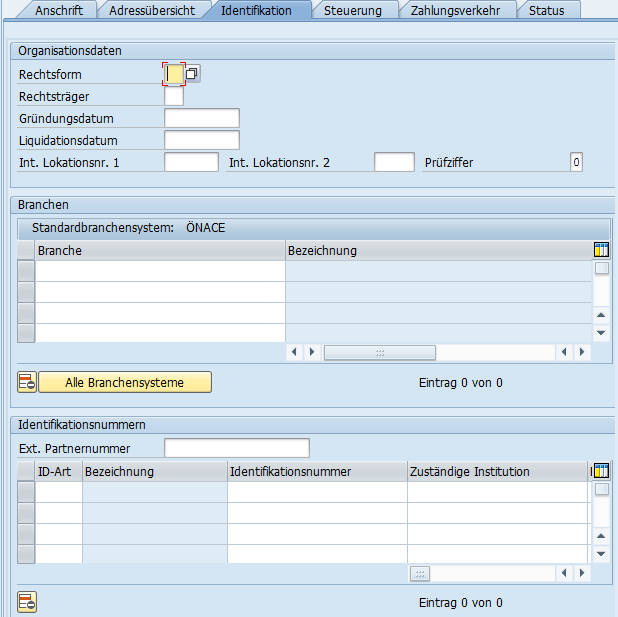 Anschrift Adressübersicht Identifikation Steuerung Zahlungsverkehr Status
Organisationsdaten
Rechtsform
Rechtsträger
Gründungsdatum
Liquidationsdatum
Int. Lokationsnr. 1 Int. Lokationsnr. 2 Prüfziffer 0
Branchen
Standardbranchensystem: ÖNACE
Branche Bezeichnung
Alle Branchensysteme Eintrag 0 von 0
Identifikationsnummern
Ext. Partnernummer
ID-Art Bezeichnung Identifikationsnummer Zuständige Institution
Eintrag 0 von 0